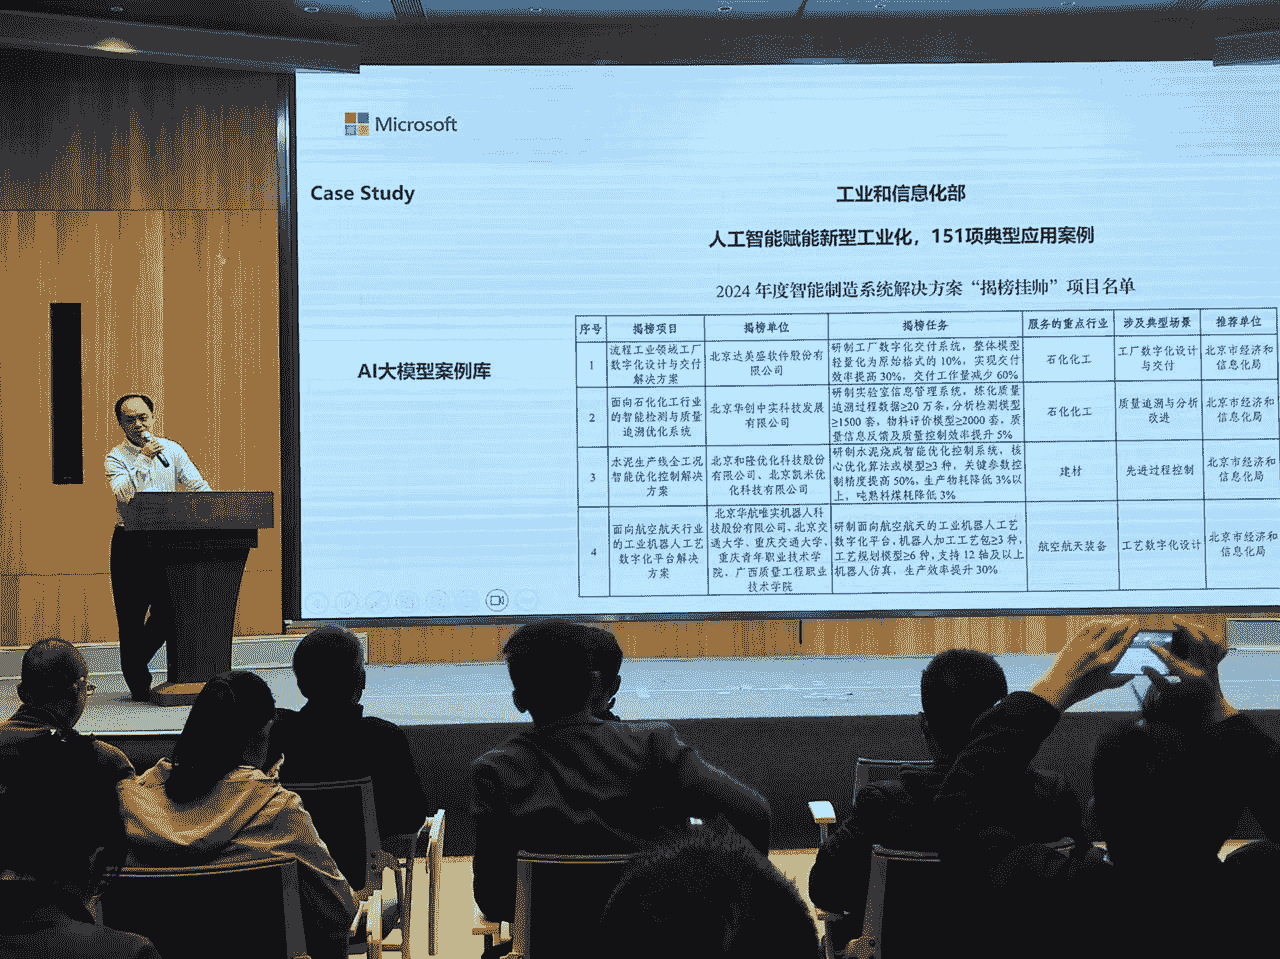 Microsoft
Case Study
工业和信息化部
人工智能赋能新型工业化，151项典型应用案例
2024 年度智能制造系统解决方案“揭榜挂帅”项目名单
AI大模型案例库
序号 揭榜项目 揭榜单位 揭榜任务 服务的重点行业 涉及典型场景 推荐单位
1
流程工业领域工厂
数字化设计与交付
解决方案
北京达美盛软件股份有
限公司
研制工厂数字化交付系统，整体模型
轻量化为原始格式的 10%，实现交付
效率提高 30%，交付工作量减少 60%
石化化工
工厂数字化设计
与交付
北京市经济和
信息化局
2
面向石化化工行业
的智能检测与质量
追溯优化系统
北京华创中实科技发展
有限公司
研制实验室信息管理系统，炼化质量
追溯过程数据≥20 万条，分析检测模型
≥1500 套，物料评价模型≥2000 套，质
量信息反馈及质量控制效率提升 5%
石化化工
质量追溯与分析
改进
北京市经济和
信息化局
3
水泥生产线全工况
智能优化控制解决
方案
北京和隆优化科技股份
有限公司、北京凯米优
化科技有限公司
研制水泥烧成智能优化控制系统，核
心优化算法或模型≥3 种，关键参数控
制精度提高 50%，生产物耗降低 3%以
上，吨熟料煤耗降低 3%
建材
先进过程控制
北京市经济和
信息化局
4
面向航空航天行业
的工业机器人工艺
数字化平台解决
方案
北京华航唯实机器人科
技股份有限公司、北京交
通大学、重庆交通大学、
重庆青年职业技术学
院、广西质量工程职业
技术学院
研制面向航空航天的工业机器人工艺
数字化平台，机器人加工工艺包≥3 种，
工艺规划模型≥6 种，支持 12 轴及以上
机器人仿真，生产效率提升 30%
航空航天装备
工艺数字化设计
北京市经济和
信息化局